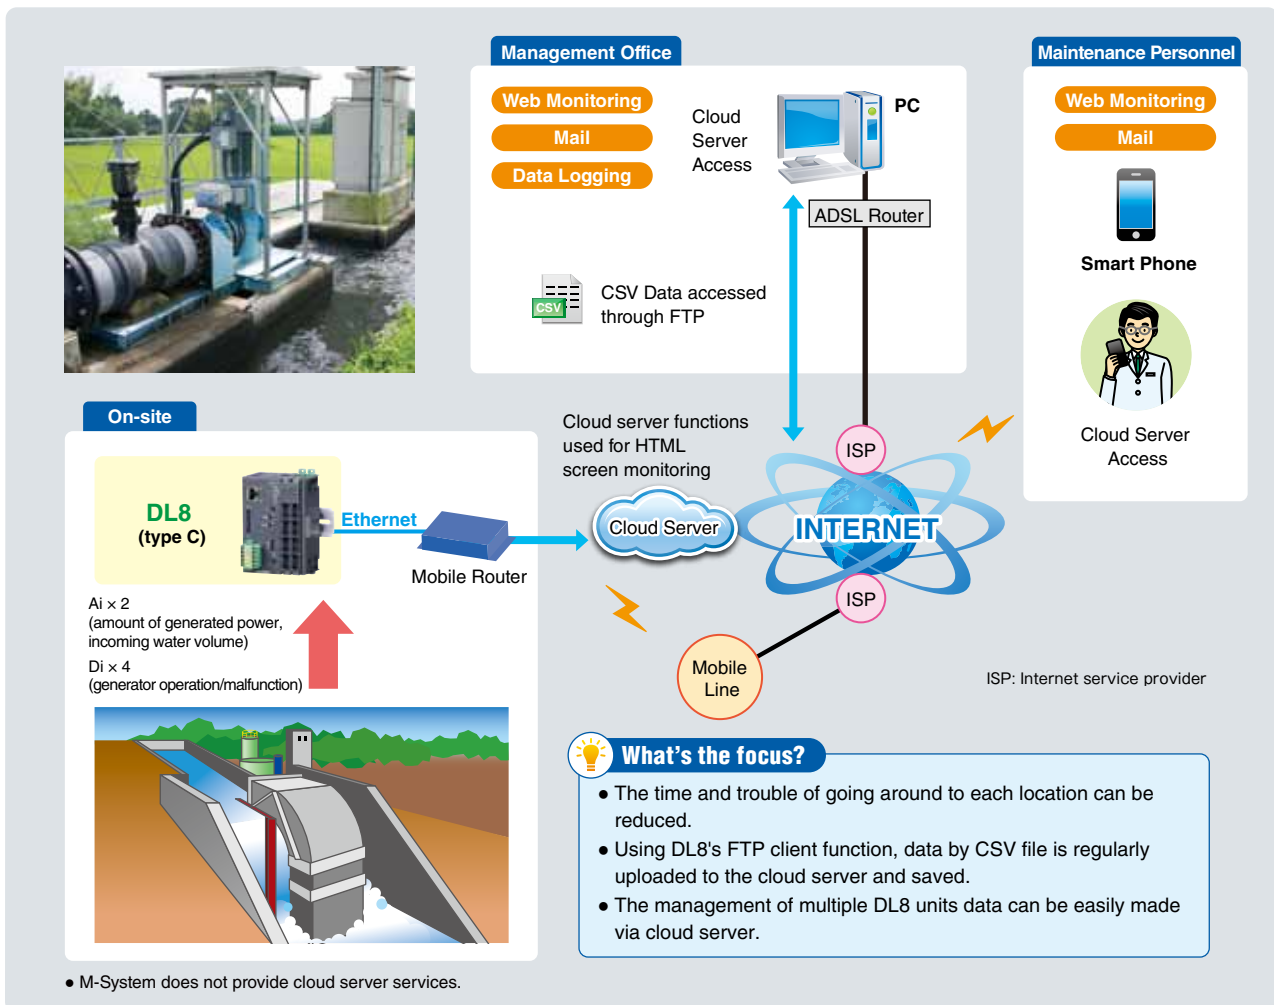 Management Office
Web Monitoring
Mail
Data Logging
Cloud
Server
Access
PC
ADSL Router
CSV
CSV Data accessed
through FTP
Maintenance Personnel
Web Monitoring
Mail
Smart Phone
Cloud Server
Access
On-site
DL8
(type C)
Ethernet
Mobile Router
Cloud server functions
used for HTML
screen monitoring
Cloud Server
ISP
INTERNET
ISP
Mobile
Line
Ai × 2
(amount of generated power,
incoming water volume)
Di × 4
(generator operation/malfunction)
ISP: Internet service provider
What's the focus?
● The time and trouble of going around to each location can be
reduced.
● Using DL8's FTP client function, data by CSV file is regularly
uploaded to the cloud server and saved.
● The management of multiple DL8 units data can be easily made
via cloud server.
● M-System does not provide cloud server services.